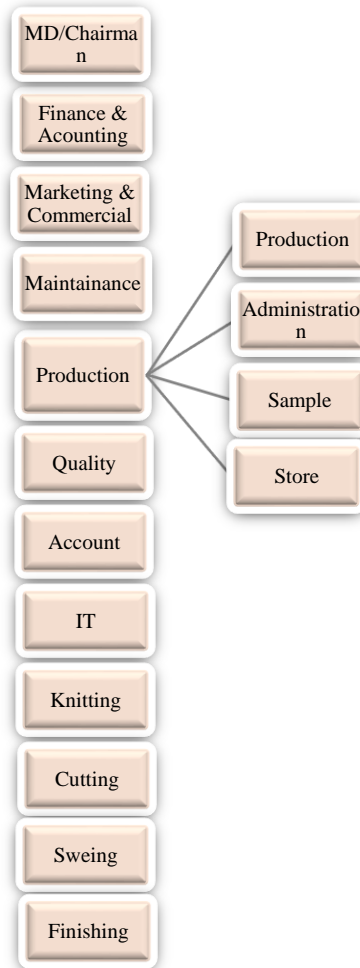 MD/Chairma
n
Finance &
Acounting
Marketing &
Commercial
Maintainance
Production
Quality
Account
IT
Knitting
Cutting
Sweing
Finishing
Production
Administratio
n
Sample
Store